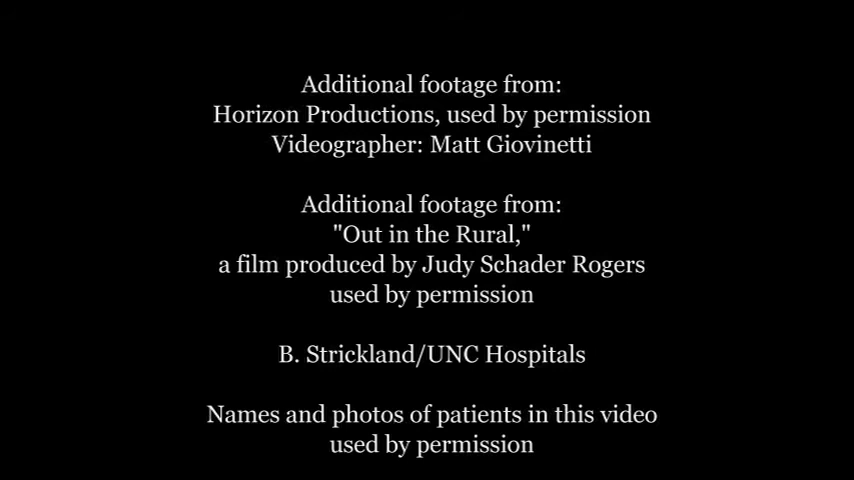 Additional footage from:
Horizon Productions, used by permission
Videographer: Matt Giovinetti
Additional footage from:
"Out in the Rural,"
a film produced by Judy Schader Rogers
used by permission
B. Strickland/UNC Hospitals
Names and photos of patients in this video
used by permission